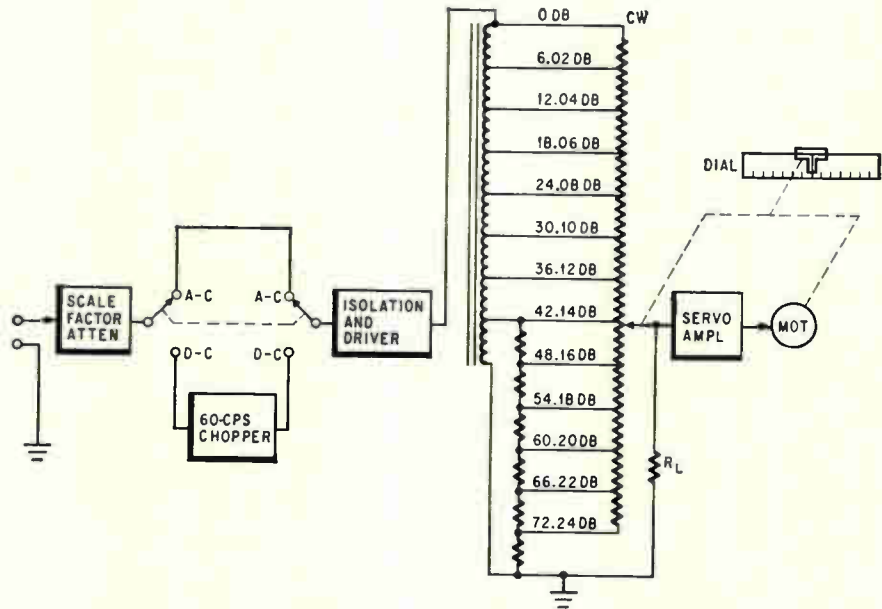 0 DB
CW
6.02 DB
12.04 DB
18.06 DB
24.08 DB
30.10 DB
36.12 DB
42.14 DB
48.16 DB
54.18 DB
60.20 DB
66.22 DB
72.24 DB
DIAL
SCALE
FACTOR
ATTEN
A-C
A-C
D-C
D-C
60-CPS
CHOPPER
ISOLATION
AND
DRIVER
SERVO
AMPL
MOT
RL